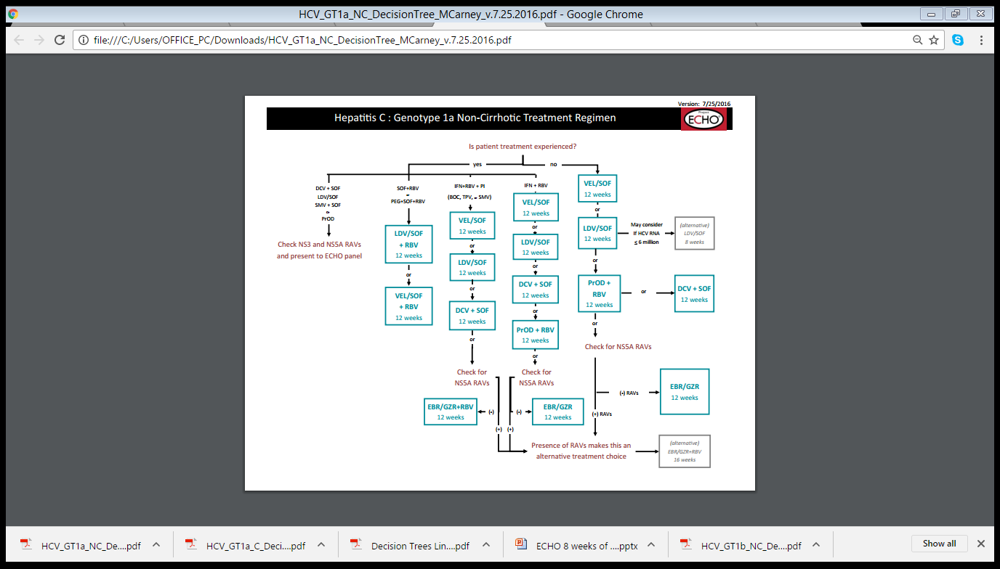 HCV_GT1a_NC_DecisionTree_MCarney_v.7.25.2016.pdf - Google Chrome
file:///C:/Users/OFFICE_PC/Downloads/HCV_GT1a_NC_DecisionTree_MCarney_v.7.25.2016.pdf
Version: 7/25/2016
Hepatitis C : Genotype 1a Non-Cirrhotic Treatment Regimen
Project
ECHO
Is patient treatment experienced?
yes
no
DCV + SOF
LDV/SOF
SMV + SOF
or
PrOD
Check NS3 and NS5A RAVs
and present to ECHO panel
SOF+RBV
or
PEG+SOF+RBV
LDV/SOF
+ RBV
12 weeks
or
VEL/SOF
+ RBV
12 weeks
IFN+RBV + PI
(BOC, TPV, or SMV)
VEL/SOF
12 weeks
or
LDV/SOF
12 weeks
or
DCV + SOF
12 weeks
or
Check for
NS5A RAVs
EBR/GZR+RBV
12 weeks
(-)
(+)
IFN + RBV
VEL/SOF
12 weeks
or
LDV/SOF
12 weeks
or
DCV + SOF
12 weeks
or
PrOD + RBV
12 weeks
or
Check for
NS5A RAVs
(-)
EBR/GZR
12 weeks
(+)
VEL/SOF
12 weeks
or
LDV/SOF
12 weeks
May consider
If HCV RNA
≤ 6 million
(alternative)
LDV/SOF
8 weeks
or
PrOD +
RBV
12 weeks
or
DCV + SOF
12 weeks
or
Check for NS5A RAVs
(-) RAVs
EBR/GZR
12 weeks
(+) RAVs
Presence of RAVs makes this an
alternative treatment choice
(alternative)
EBR/GZR+RBV
16 weeks
HCV_GT1a_NC_De....pdf
HCV_GT1a_C_Deci....pdf
Decision Trees Lin....pdf
ECHO 8 weeks of ....pptx
HCV_GT1b_NC_De....pdf
Show all